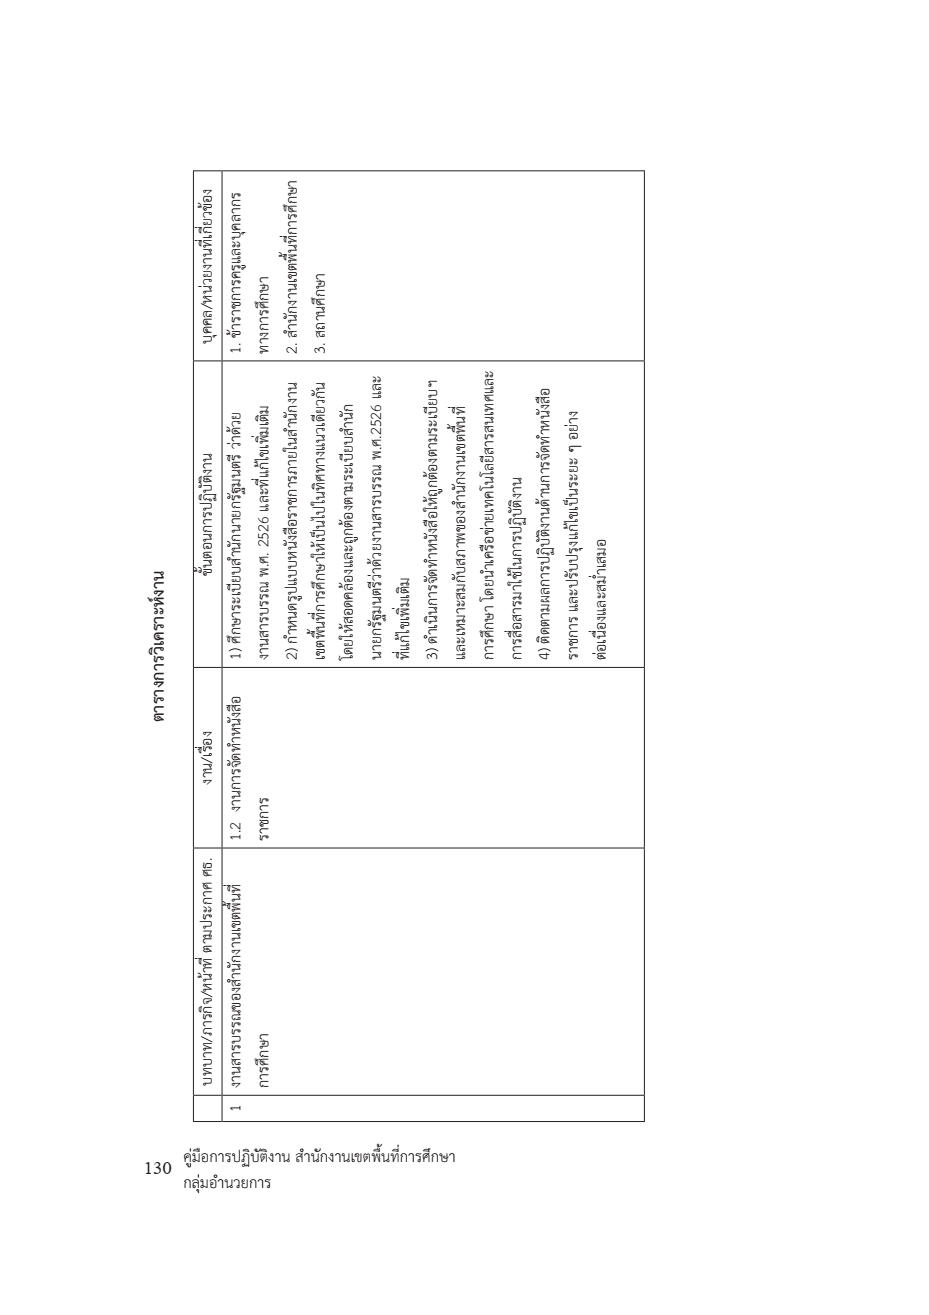 ตารางการวิเคราะห์งาน
บทบาท/ภารกิจ/หน้าที่ ตามประกาศ ศธ.
งาน/เรื่อง
ขั้นตอนการปฏิบัติงาน
บุคคล/หน่วยงานที่เกี่ยวข้อง
1
งานสารบรรณของสำนักงานเขตพื้นที่
การศึกษา
1.2 งานการจัดทำหนังสือ
ราชการ
1) ศึกษาระเบียบสำนักนายกรัฐมนตรี ว่าด้วย
งานสารบรรณ พ.ศ. 2526 และที่แก้ไขเพิ่มเติม
2) กำหนดรูปแบบหนังสือราชการภายในสำนักงาน
เขตพื้นที่การศึกษาให้เป็นไปในทิศทางแนวเดียวกัน
โดยให้สอดคล้องและถูกต้องตามระเบียบสำนัก
นายกรัฐมนตรีว่าด้วยงานสารบรรณ พ.ศ.2526 และ
ที่แก้ไขเพิ่มเติม
3) ดำเนินการจัดทำหนังสือให้ถูกต้องตามระเบียบฯ
และเหมาะสมกับสภาพของสำนักงานเขตพื้นที่
การศึกษา โดยนำเครือข่ายเทคโนโลยีสารสนเทศและ
การสื่อสารมาใช้ในการปฏิบัติงาน
4) ติดตามผลการปฏิบัติงานด้านการจัดทำหนังสือ
ราชการ และปรับปรุงแก้ไขเป็นระยะ ๆ อย่าง
ต่อเนื่องและสม่ำเสมอ
1. ข้าราชการครูและบุคลากร
ทางการศึกษา
2. สำนักงานเขตพื้นที่การศึกษา
3. สถานศึกษา
130
คู่มือการปฏิบัติงาน สำนักงานเขตพื้นที่การศึกษา
กลุ่มอำนวยการ